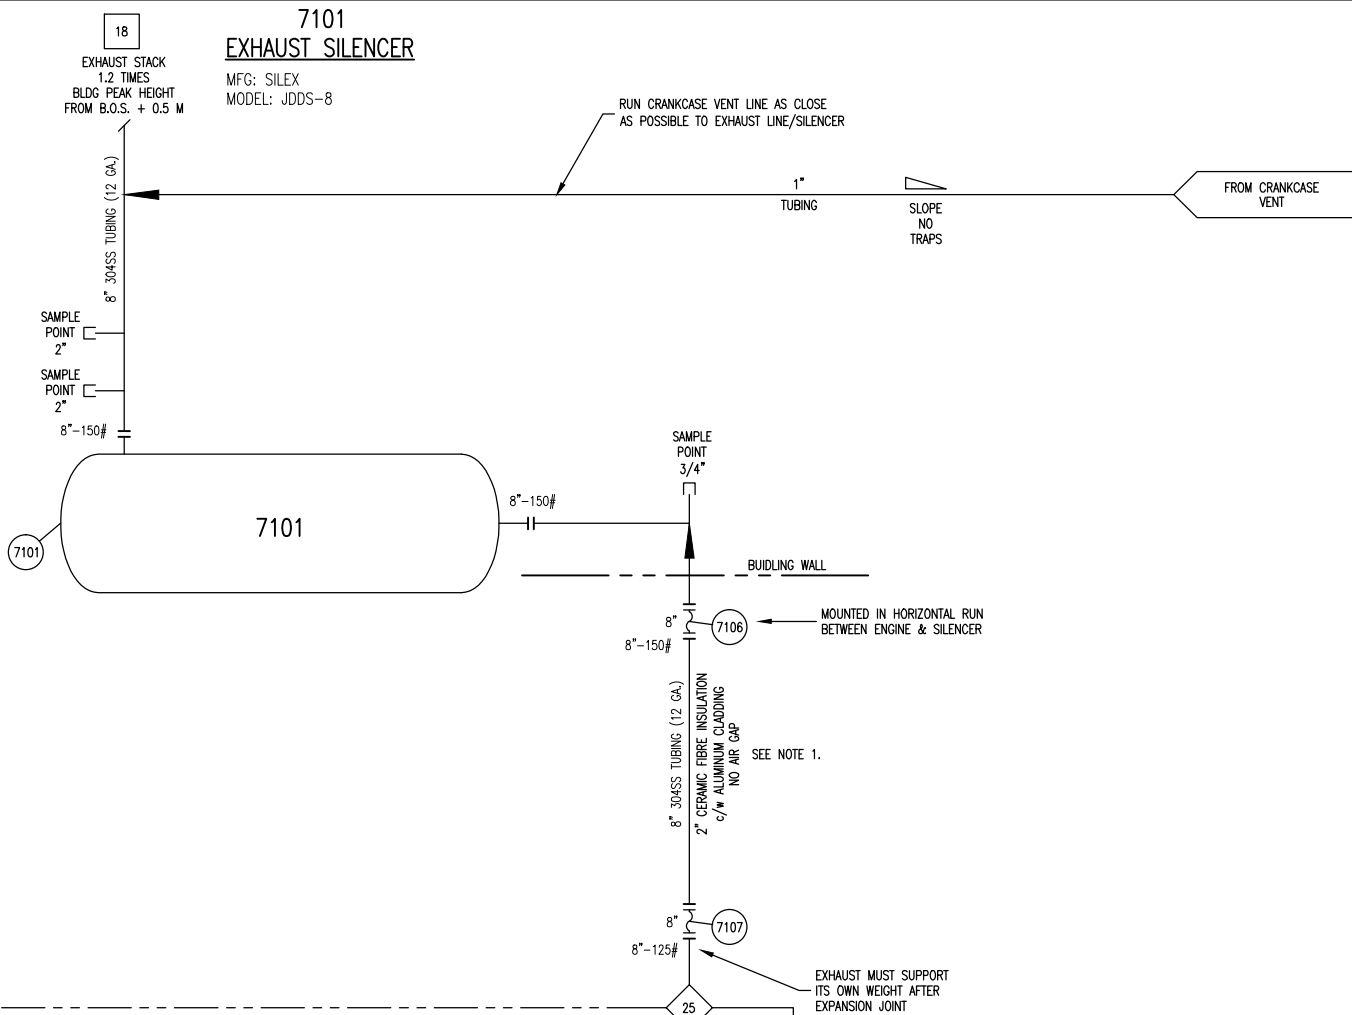 18
EXHAUST STACK
1.2 TIMES
BLDG PEAK HEIGHT
FROM B.O.S. + 0.5 M
7101
EXHAUST SILENCER
MFG: SILEX
MODEL: JDDS-8
RUN CRANKCASE VENT LINE AS CLOSE
AS POSSIBLE TO EXHAUST LINE/SILENCER
8" 304SS TUBING (12 GA.)
1"
TUBING
SLOPE
NO
TRAPS
FROM CRANKCASE
VENT
SAMPLE
POINT
2"
SAMPLE
POINT
2"
8"-150#
SAMPLE
POINT
3/4"
8"-150#
7101
7101
BUIDLING WALL
8"
7106
8"-150#
MOUNTED IN HORIZONTAL RUN
BETWEEN ENGINE & SILENCER
8" 304SS TUBING (12 GA.)
2" CERAMIC FIBRE INSULATION
c/w ALUMINUM CLADDING
NO AIR GAP
SEE NOTE 1.
8"
7107
8"-125#
EXHAUST MUST SUPPORT
ITS OWN WEIGHT AFTER
EXPANSION JOINT
25